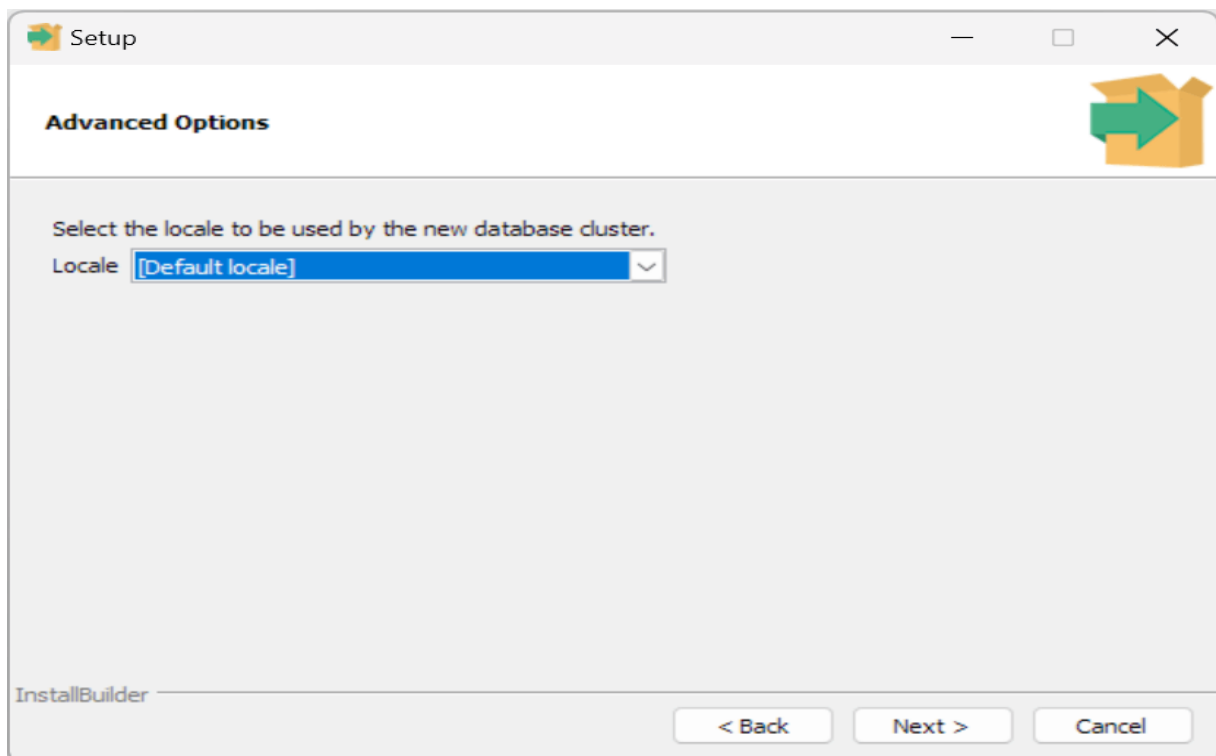 Setup
Advanced Options
Select the locale to be used by the new database cluster.
Locale [Default locale]
InstallBuilder
< Back Next > Cancel